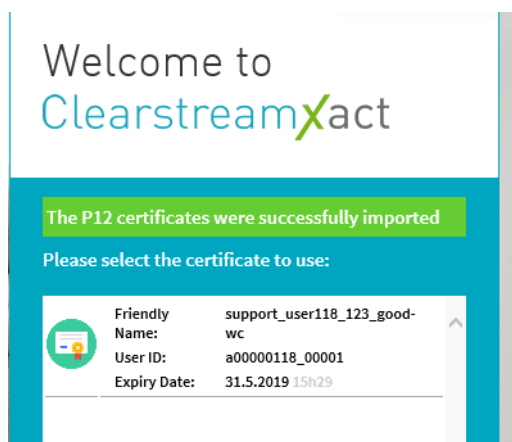 Welcome to
ClearstreamXact
The P12 certificates were successfully imported
Please select the certificate to use:
Friendly Name: support_user118_123_good-wc
User ID: a00000118_00001
Expiry Date: 31.5.2019 15h29